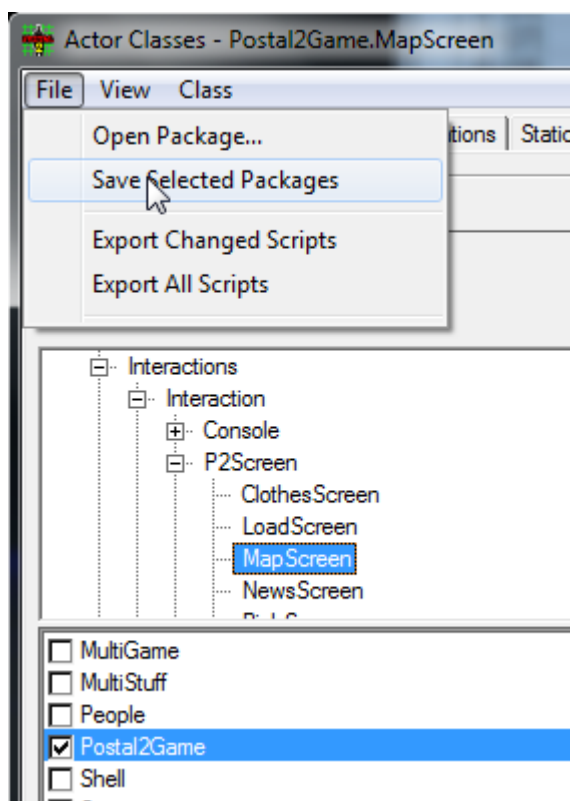 Actor Classes - Postal2Game.MapScreen
File View Class
Open Package...
Static
Save Selected Packages
Export Changed Scripts
Export All Scripts
Interactions
Interaction
Console
P2Screen
ClothesScreen
LoadScreen
MapScreen
NewsScreen
MultiGame
MultiStuff
People
Postal2Game
Shell